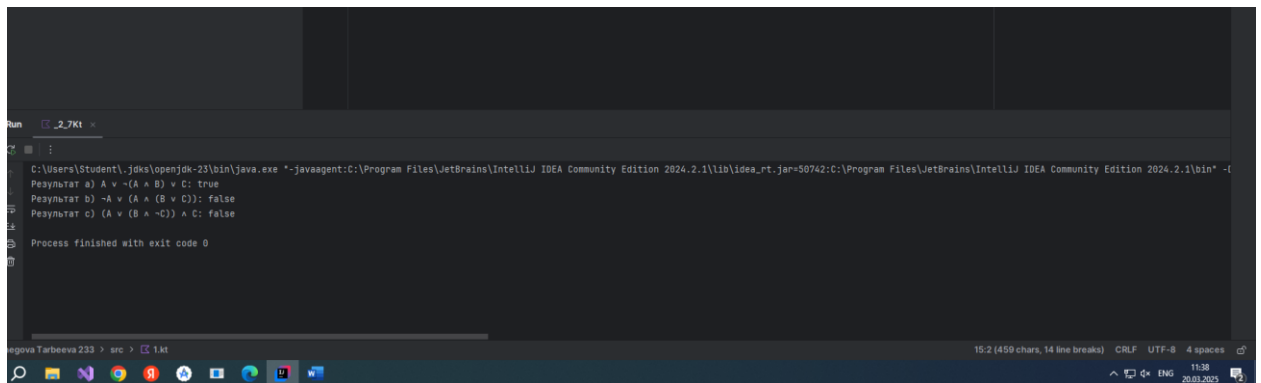 Run _2_7Kt
C:\Users\Student\.jdks\openjdk-23\bin\java.exe "-javaagent:C:\Program Files\JetBrains\IntelliJ IDEA Community Edition 2024.2.1\lib\idea_rt.jar=50742:C:\Program Files\JetBrains\IntelliJ IDEA Community Edition 2024.2.1\bin"
Результат a) A ∨ ¬(A ∧ B) ∨ C: true
Результат b) ¬A ∨ (A ∧ (B ∨ C)): false
Результат c) (A ∨ (B ∧ ¬C)) ∧ C: false
Process finished with exit code 0
egova Tarbeeva 233 > src > 1.kt 15:2 (459 chars, 14 line breaks) CRLF UTF-8 4 spaces
ENG 11:38
20.03.2025